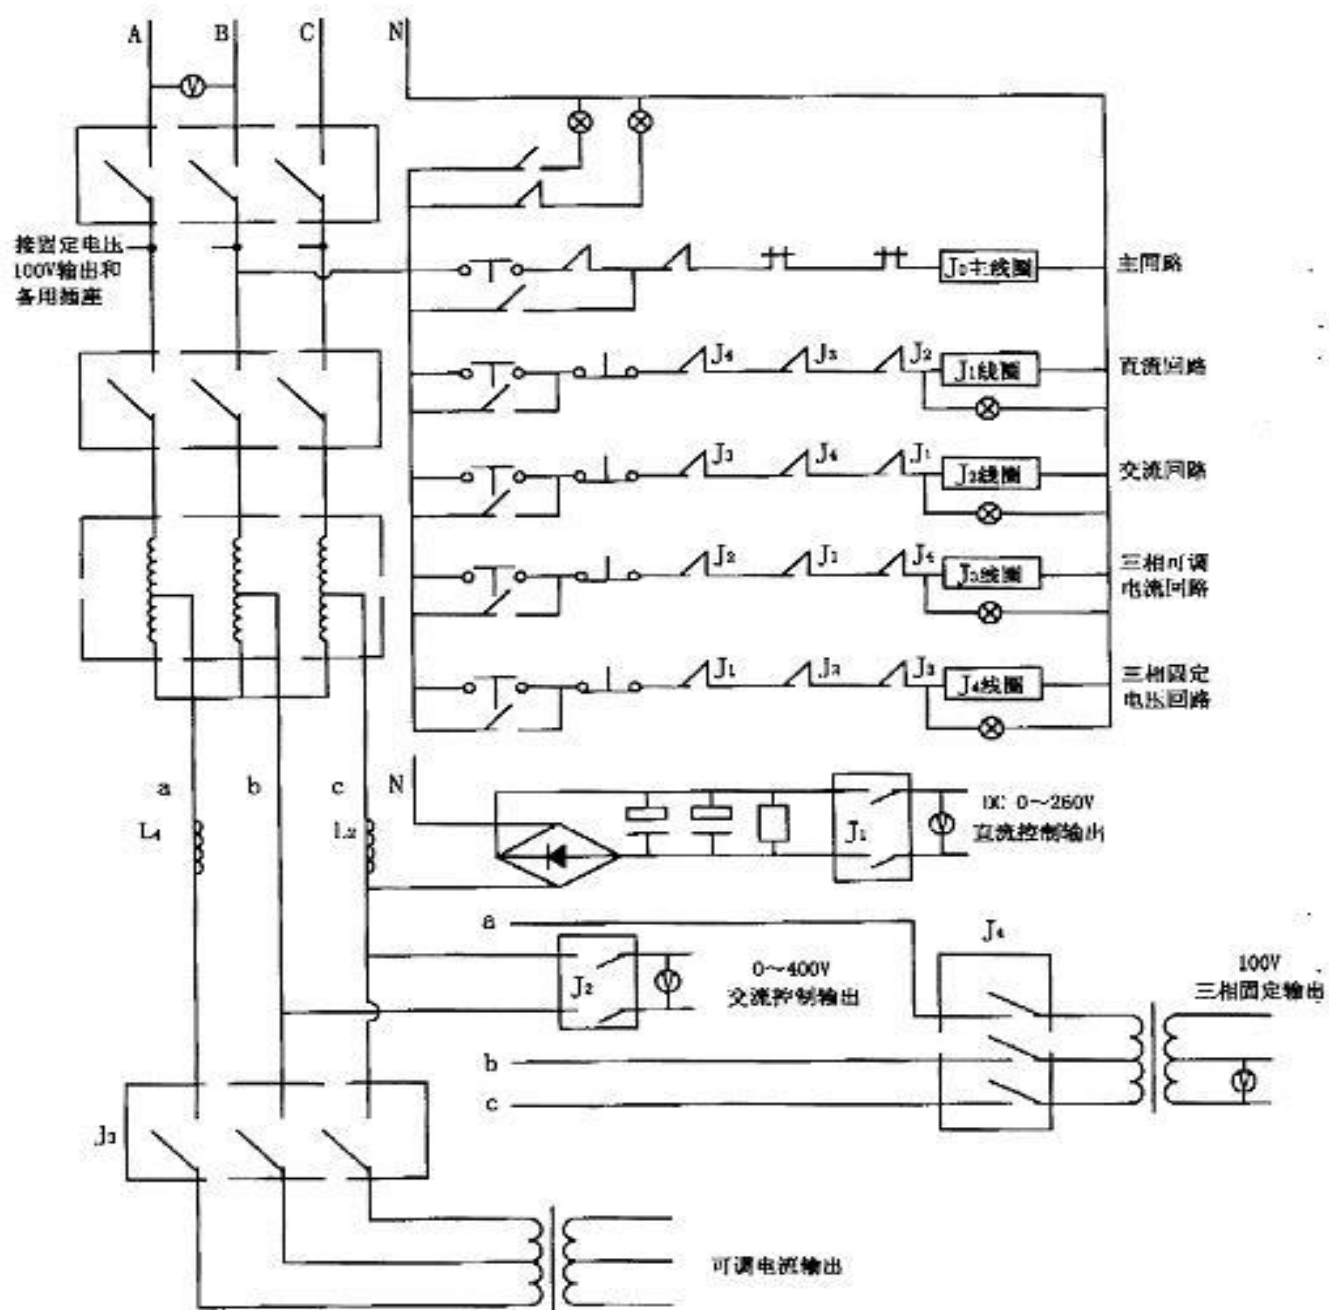 A
B
C
N
V
接固定电压
100V输出和
备用插座
J₀主线圈
主回路
J₄
J₃
J₂
J₁线圈
直流回路
J₃
J₄
J₁
J₂线圈
交流回路
J₂
J₁
J₄
J₃线圈
三相可调
电流回路
J₁
J₂
J₃
J₄线圈
三相固定
电压回路
a
b
c
N
L₁
L₂
J₁
V
DC 0～260V
直流控制输出
a
J₂
V
0～400V
交流控制输出
J₄
100V
三相固定输出
b
c
V
J₃
可调电流输出